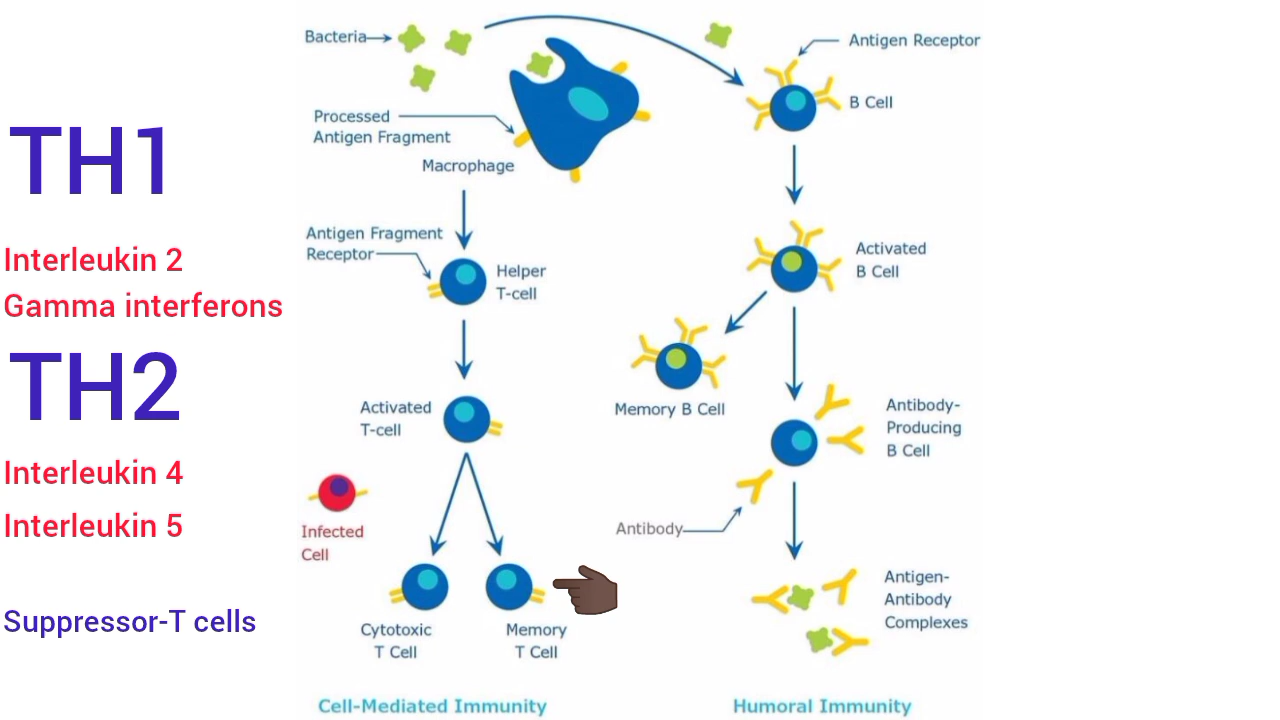 TH1
Interleukin 2
Gamma interferons
TH2
Interleukin 4
Interleukin 5
Suppressor-T cells
Bacteria
Processed
Antigen Fragment
Macrophage
Antigen Fragment
Receptor
Helper
T-cell
Activated
T-cell
Infected
Cell
Cytotoxic
T Cell
Memory
T Cell
Cell-Mediated Immunity
Antigen Receptor
B Cell
Activated
B Cell
Memory B Cell
Antibody-
Producing
B Cell
Antibody
Antigen-
Antibody
Complexes
Humoral Immunity